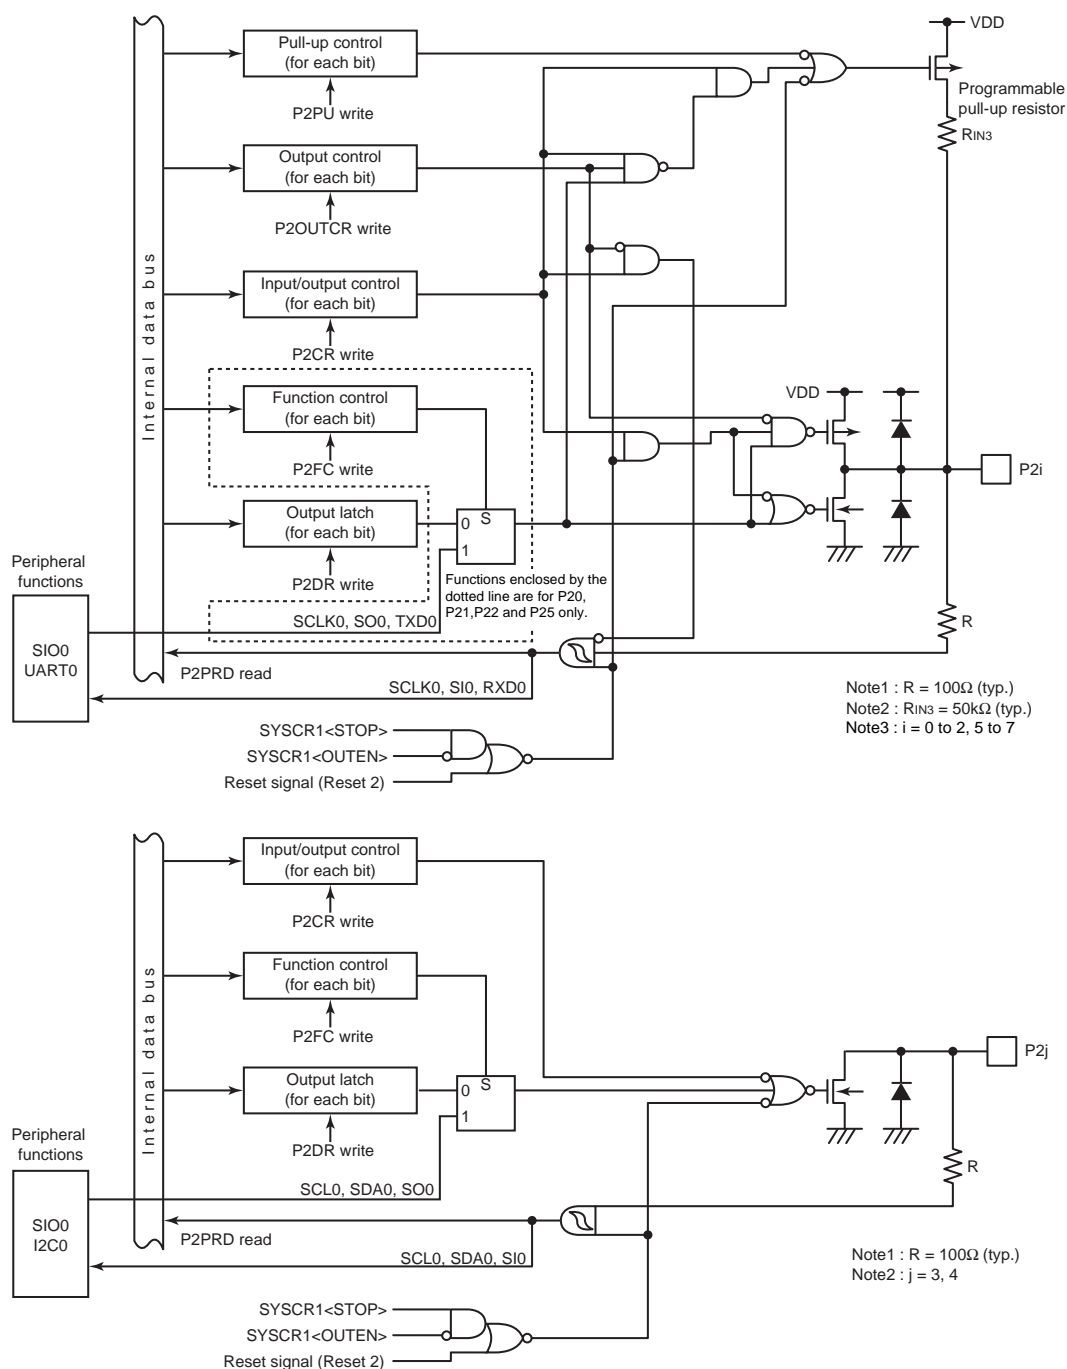 VDD
Pull-up control
(for each bit)
P2PU write
Programmable
pull-up resistor
RIN3
Output control
(for each bit)
P2OUTCR write
Internal data bus
Input/output control
(for each bit)
P2CR write
Function control
(for each bit)
P2FC write
VDD
P2i
Output latch
(for each bit)
P2DR write
0
S
1
Functions enclosed by the
dotted line are for P20,
P21,P22 and P25 only.
Peripheral
functions
SIO0
UART0
SCLK0, SO0, TXD0
R
P2PRD read
SCLK0, SI0, RXD0
Note1 : R = 100Ω (typ.)
Note2 : RIN3 = 50kΩ (typ.)
Note3 : i = 0 to 2, 5 to 7
SYSCR1<STOP>
SYSCR1<OUTEN>
Reset signal (Reset 2)
Input/output control
(for each bit)
P2CR write
Internal data bus
Function control
(for each bit)
P2FC write
P2j
Output latch
(for each bit)
P2DR write
0
S
1
Peripheral
functions
SIO0
I2C0
SCL0, SDA0, SO0
R
P2PRD read
SCL0, SDA0, SI0
Note1 : R = 100Ω (typ.)
Note2 : j = 3, 4
SYSCR1<STOP>
SYSCR1<OUTEN>
Reset signal (Reset 2)